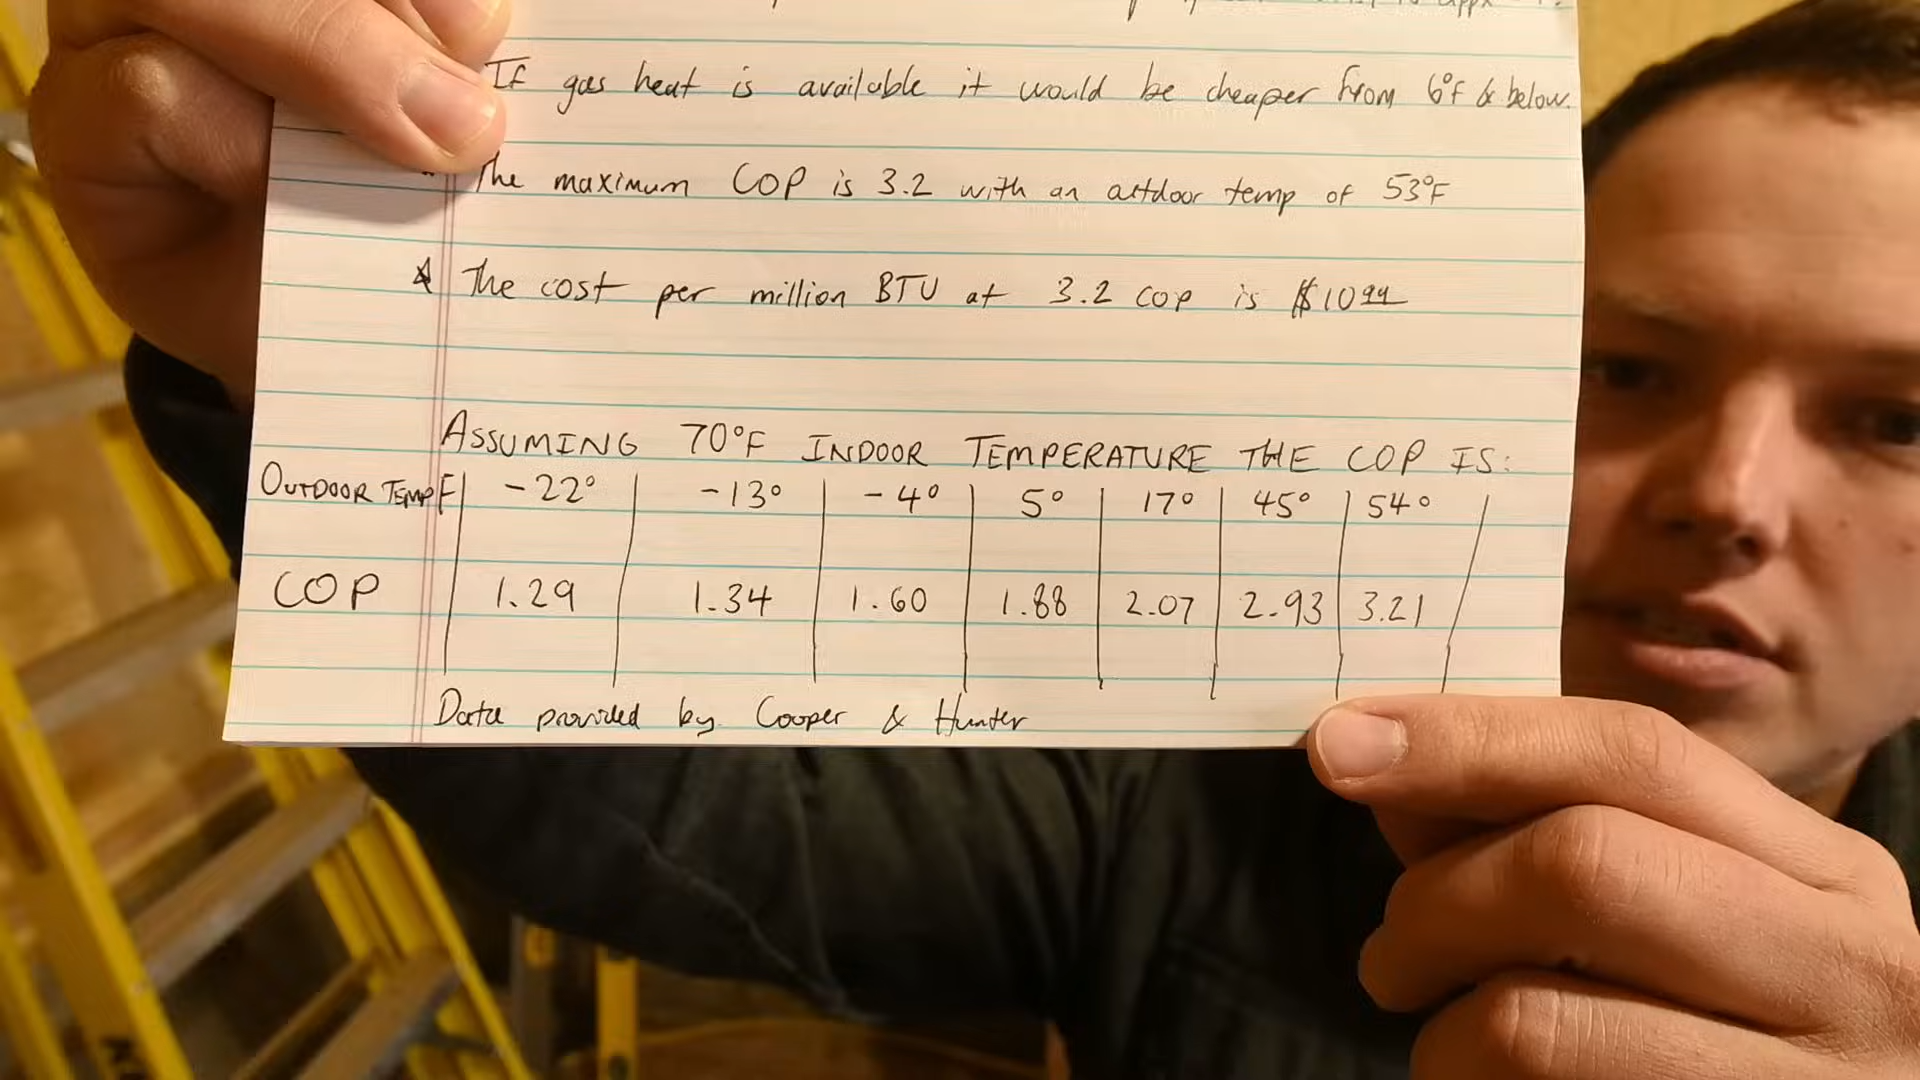 If gas heat is available it would be cheaper from 6°F & below.
The maximum COP is 3.2 with an outdoor temp of 53°F
The cost per million BTU at 3.2 COP is $10.99
ASSUMING 70°F INDOOR TEMPERATURE THE COP IS:
OUTDOOR TEMP F -22° -13° -4° 5° 17° 45° 54°
COP 1.29 1.34 1.60 1.88 2.07 2.93 3.21
Data provided by Cooper & Hunter